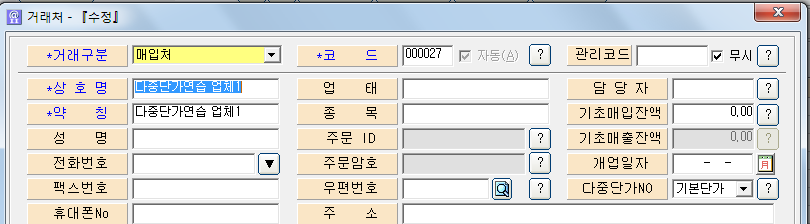 거래처 - 『수정』
*거래구분 매입처 *코 드 000027 자동(A) ? 관리코드 무시 ?
*상 호 명 다중단가연습 업체1 업 태 담 당 자 ?
*약 칭 다중단가연습 업체1 종 목 기초매입잔액 0.00 ?
성 명 주문 ID ? 기초매출잔액 0.00 ?
전화번호 주문암호 ? 개업일자 - -
팩스번호 우편번호 ? 다중단가NO 기본단가 ?
휴대폰No 주 소